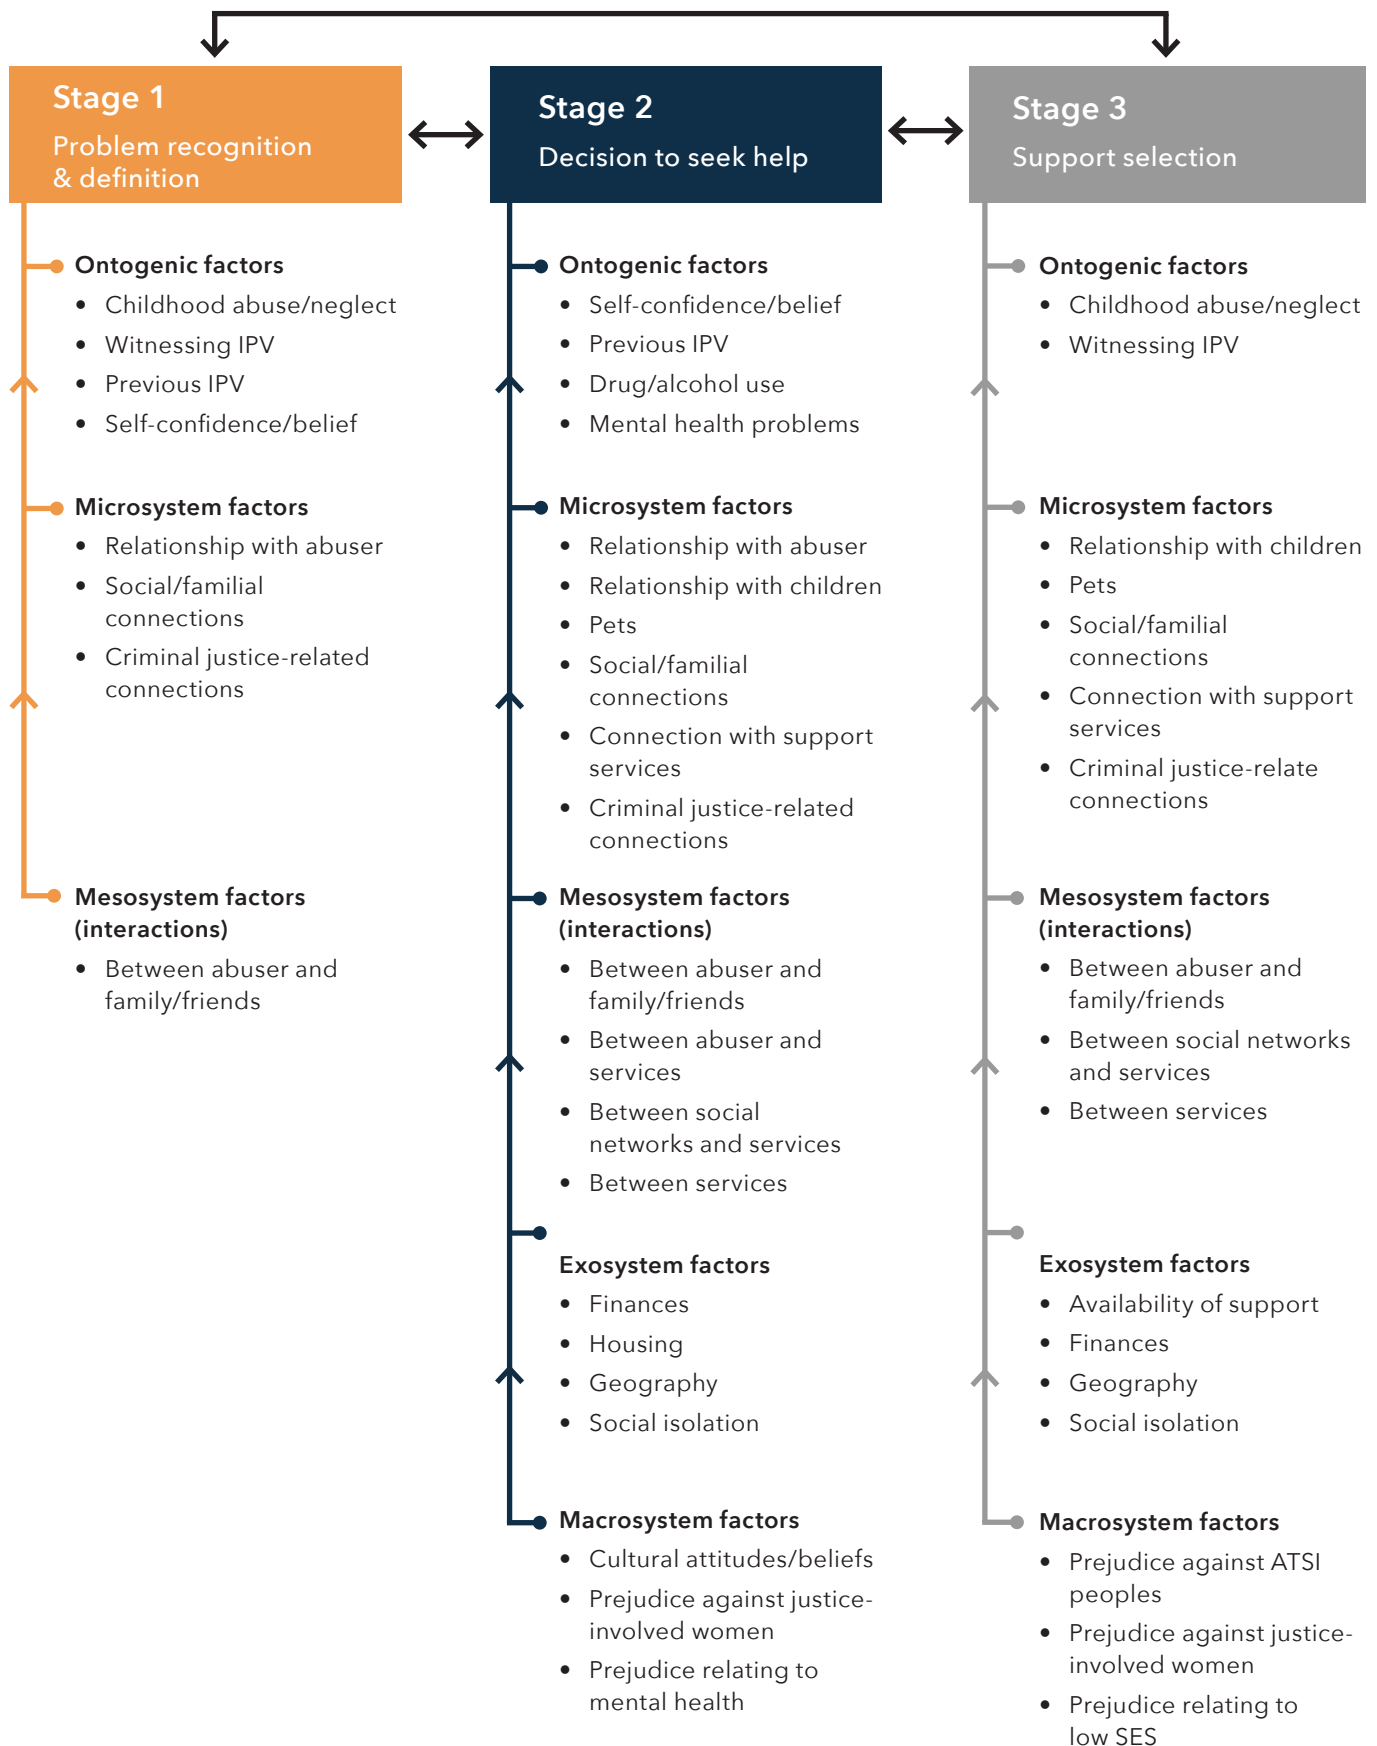 Stage 1
Problem recognition
& definition
Ontogenic factors
• Childhood abuse/neglect
• Witnessing IPV
• Previous IPV
• Self-confidence/belief
Microsystem factors
• Relationship with abuser
• Social/familial
connections
• Criminal justice-related
connections
Mesosystem factors
(interactions)
• Between abuser and
family/friends
Stage 2
Decision to seek help
Ontogenic factors
• Self-confidence/belief
• Previous IPV
• Drug/alcohol use
• Mental health problems
Microsystem factors
• Relationship with abuser
• Relationship with children
• Pets
• Social/familial
connections
• Connection with support
services
• Criminal justice-related
connections
Mesosystem factors
(interactions)
• Between abuser and
family/friends
• Between abuser and
services
• Between social
networks and services
• Between services
Exosystem factors
• Finances
• Housing
• Geography
• Social isolation
Macrosystem factors
• Cultural attitudes/beliefs
• Prejudice against justice-
involved women
• Prejudice relating to
mental health
Stage 3
Support selection
Ontogenic factors
• Childhood abuse/neglect
• Witnessing IPV
Microsystem factors
• Relationship with children
• Pets
• Social/familial
connections
• Connection with support
services
• Criminal justice-relate
connections
Mesosystem factors
(interactions)
• Between abuser and
family/friends
• Between social networks
and services
• Between services
Exosystem factors
• Availability of support
• Finances
• Geography
• Social isolation
Macrosystem factors
• Prejudice against ATSI
peoples
• Prejudice against justice-
involved women
• Prejudice relating to
low SES